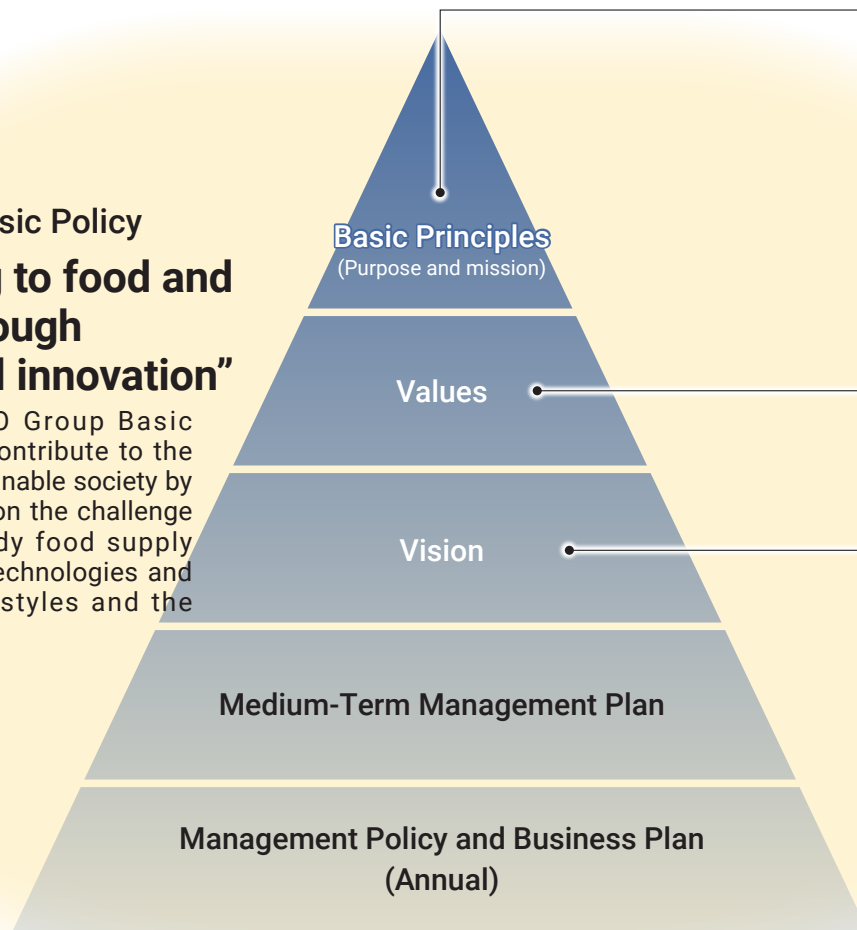 sic Policy
g to food and
ough
d innovation”
O Group Basic
ontribute to the
nable society by
on the challenge
dy food supply
echnologies and
styles and the
Basic Principles
(Purpose and mission)
Values
Vision
Medium-Term Management Plan
Management Policy and Business Plan
(Annual)